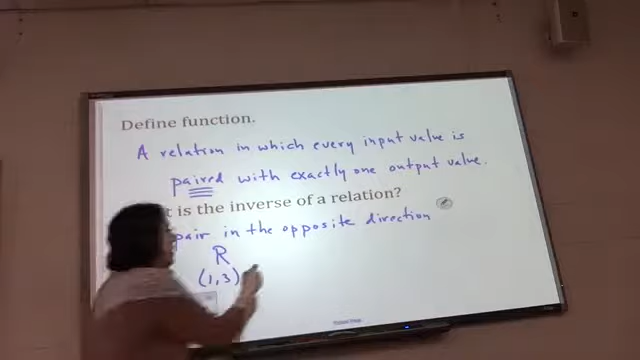 Define function.
A relation in which every input value is
paired with exactly one output value.
is the inverse of a relation?
pair in the opposite direction
R
(1,3)